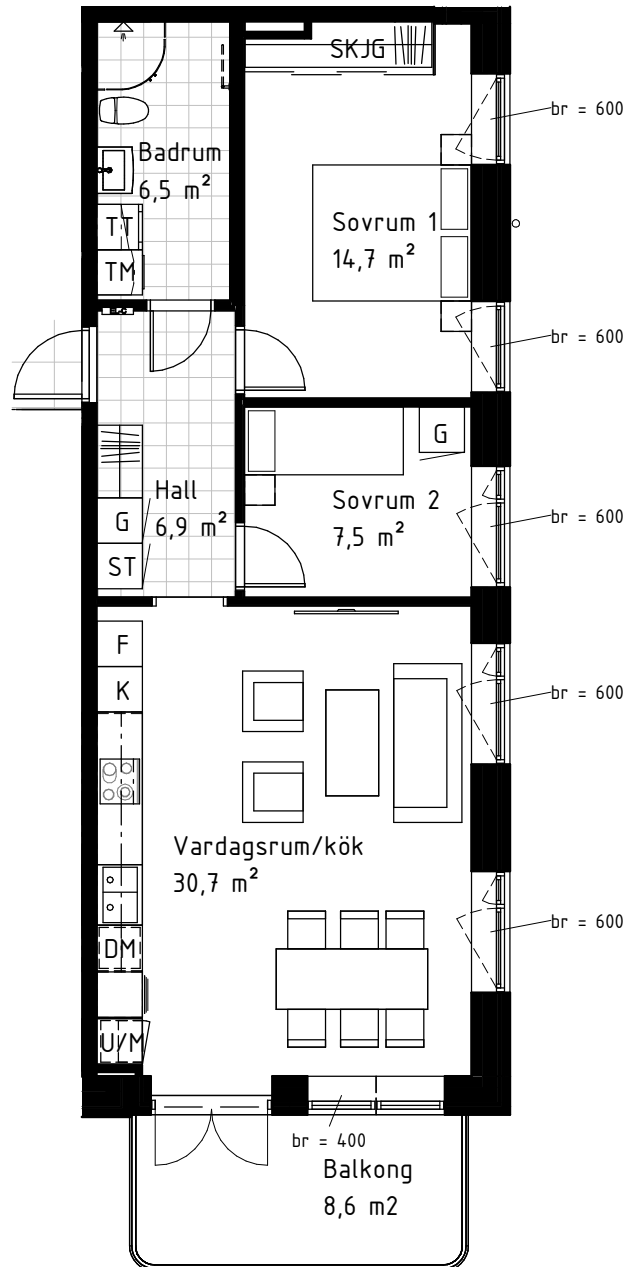 SKJG
br = 600
Badrum
6,5 m²
Sovrum 1
14,7 m²
TT
TM
br = 600
G
Hall
6,9 m²
Sovrum 2
7,5 m²
br = 600
G
ST
F
K
br = 600
Vardagsrum/kök
30,7 m²
br = 600
DM
U/M
br = 400
Balkong
8,6 m2